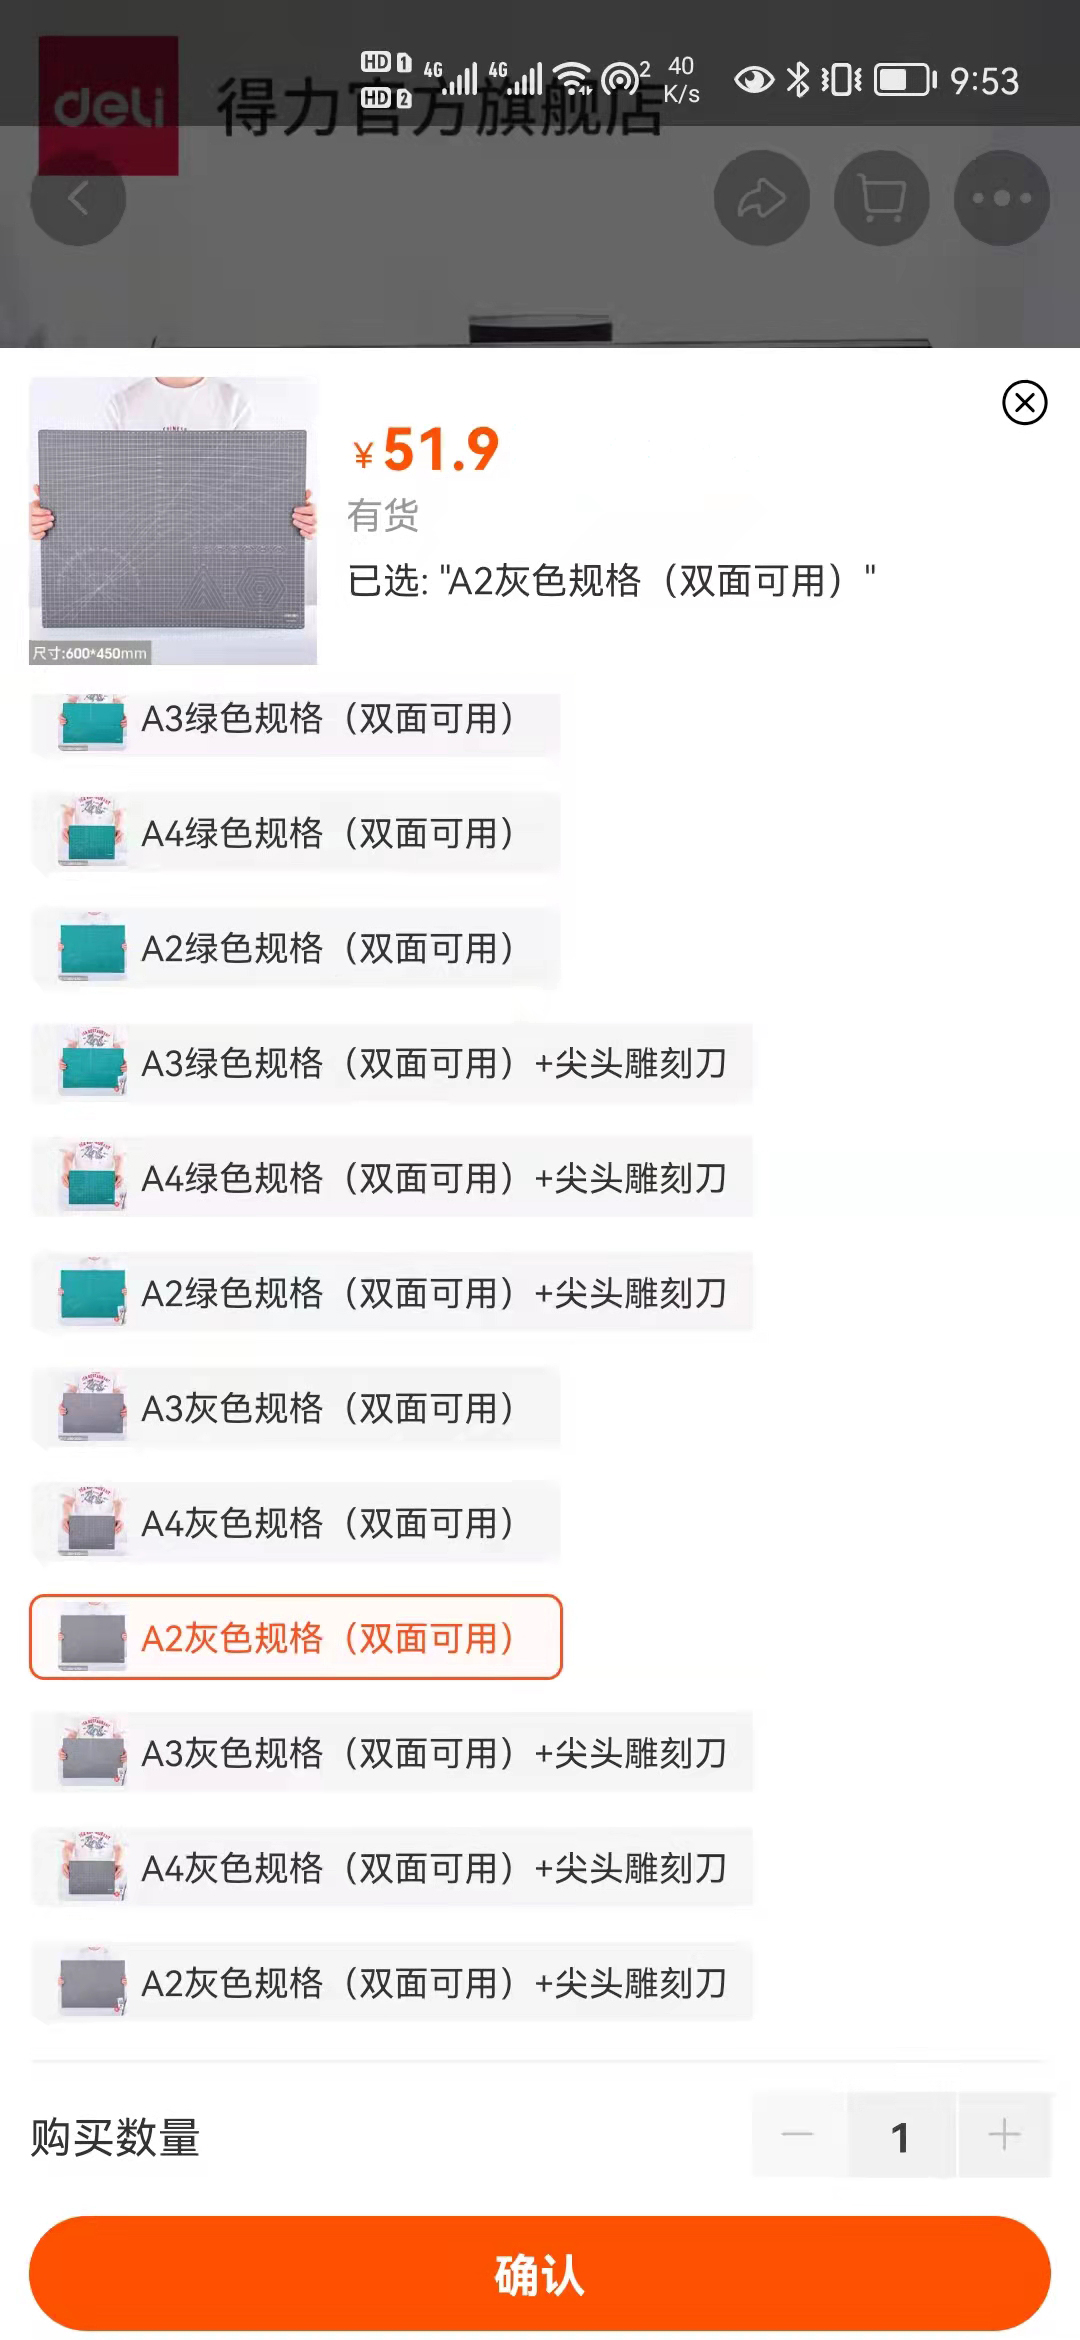 HD 1 4G 4G 2 40 K/s 9:53
HD 2
deli 得力官方旗舰店
¥51.9
有货
已选: "A2灰色规格（双面可用）"
尺寸:600*450mm
A3绿色规格（双面可用）
A4绿色规格（双面可用）
A2绿色规格（双面可用）
A3绿色规格（双面可用）+尖头雕刻刀
A4绿色规格（双面可用）+尖头雕刻刀
A2绿色规格（双面可用）+尖头雕刻刀
A3灰色规格（双面可用）
A4灰色规格（双面可用）
A2灰色规格（双面可用）
A3灰色规格（双面可用）+尖头雕刻刀
A4灰色规格（双面可用）+尖头雕刻刀
A2灰色规格（双面可用）+尖头雕刻刀
购买数量
1
确认